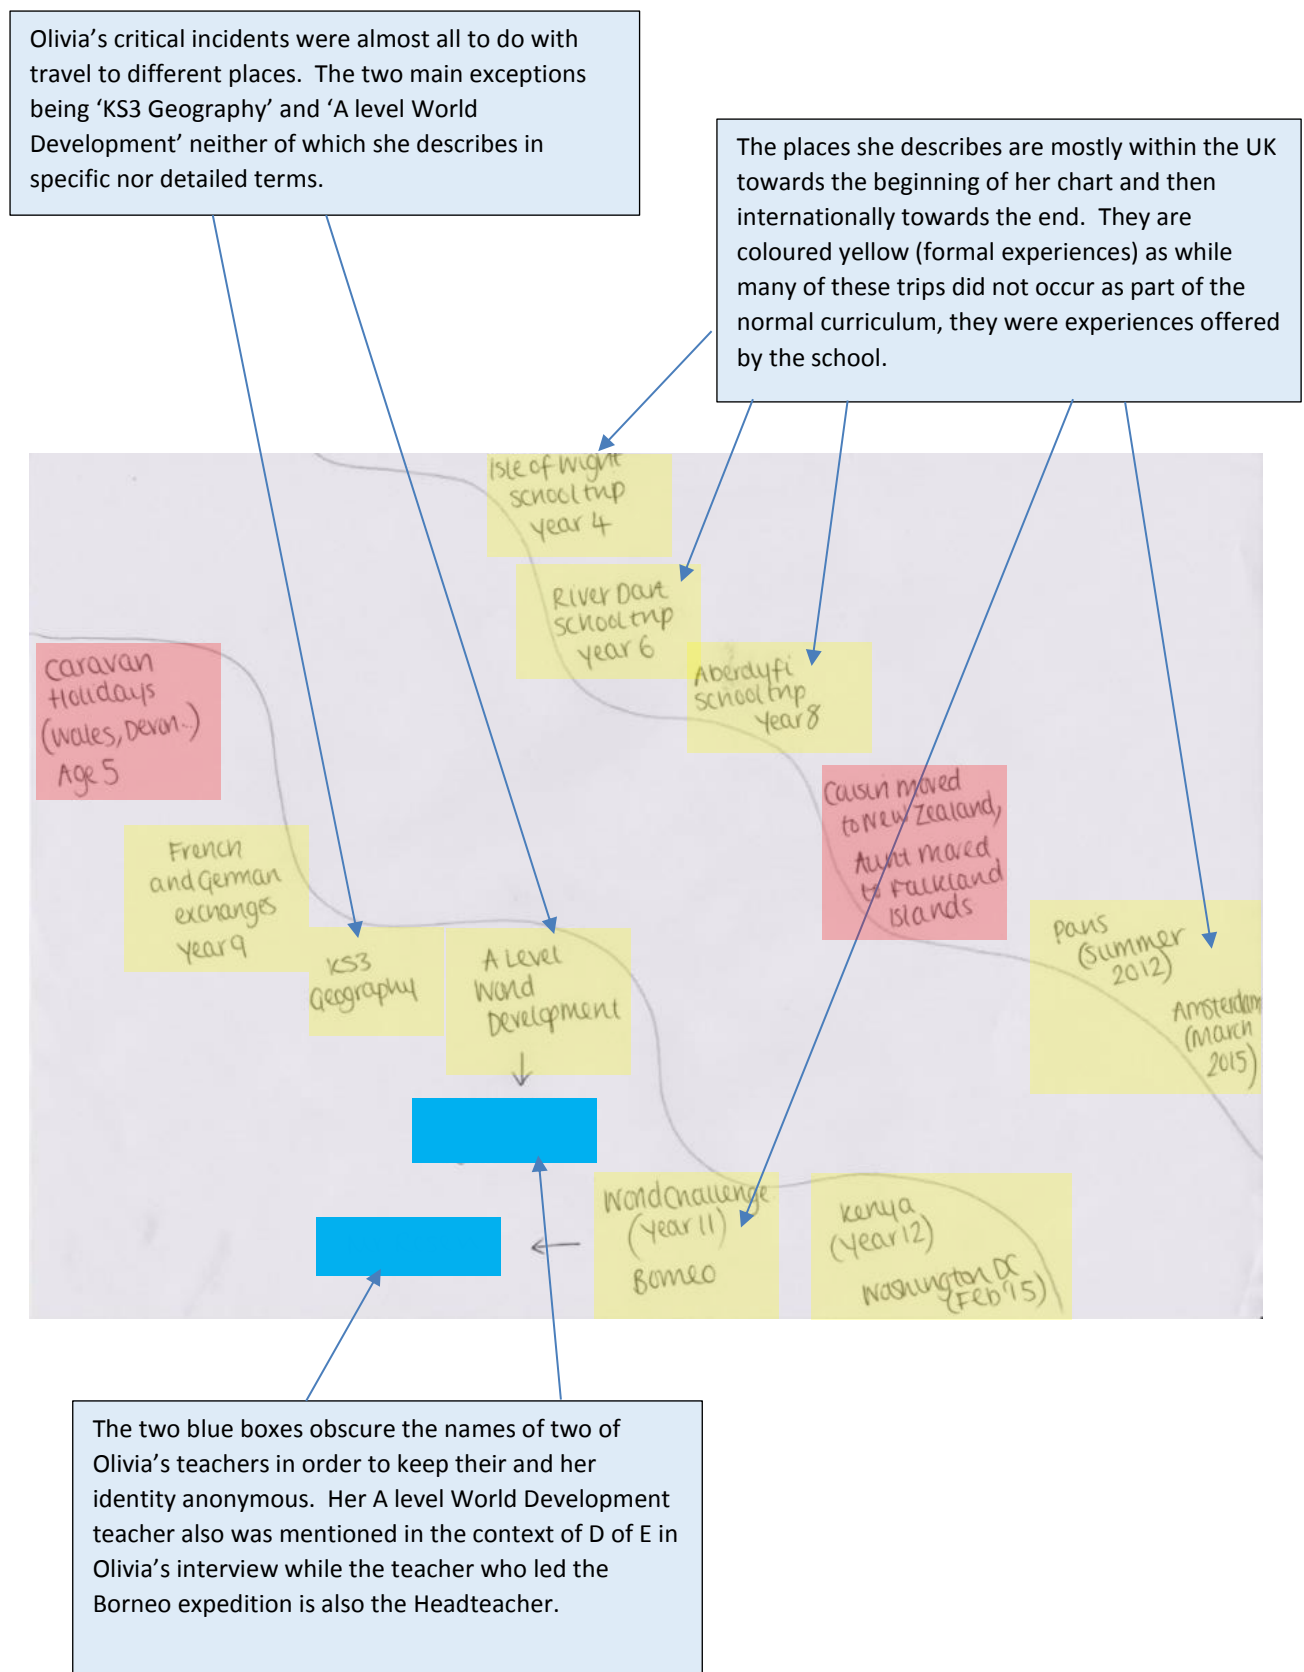 Olivia’s critical incidents were almost all to do with
travel to different places.  The two main exceptions
being ‘KS3 Geography’ and ‘A level World
Development’ neither of which she describes in
specific nor detailed terms.
The places she describes are mostly within the UK
towards the beginning of her chart and then
internationally towards the end.  They are
coloured yellow (formal experiences) as while
many of these trips did not occur as part of the
normal curriculum, they were experiences offered
by the school.
Isle of Wight
school trip
year 4
River Dart
school trip
year 6
Aberdyfi
school trip
Year 8
Caravan
Holidays
(Wales, Devon..)
Age 5
Cousin moved
to New Zealand,
Aunt moved
to Falkland
Islands
French
and German
exchanges
Year 9
KS3
Geography
A Level
World
Development
Paris
(Summer
2012)
Amsterdam
(March
2015)
World Challenge
(Year 11)
Borneo
Kenya
(Year 12)
Washington DC
(Feb '15)
The two blue boxes obscure the names of two of
Olivia’s teachers in order to keep their and her
identity anonymous.  Her A level World Development
teacher also was mentioned in the context of D of E in
Olivia’s interview while the teacher who led the
Borneo expedition is also the Headteacher.